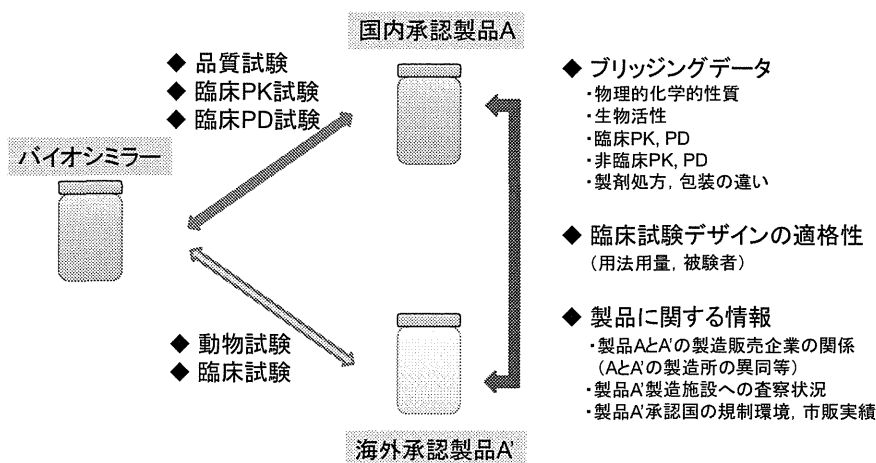 国内承認製品A
◆ 品質試験
◆ 臨床PK試験
◆ 臨床PD試験
バイオシミラー
◆ 動物試験
◆ 臨床試験
海外承認製品A'
◆ ブリッジングデータ
・物理的化学的性質
・生物活性
・臨床PK, PD
・非臨床PK, PD
・製剤処方, 包装の違い
◆ 臨床試験デザインの適格性
（用法用量, 被験者）
◆ 製品に関する情報
・製品AとA'の製造販売企業の関係
（AとA'の製造所の異同等）
・製品A'製造施設への査察状況
・製品A'承認国の規制環境, 市販実績